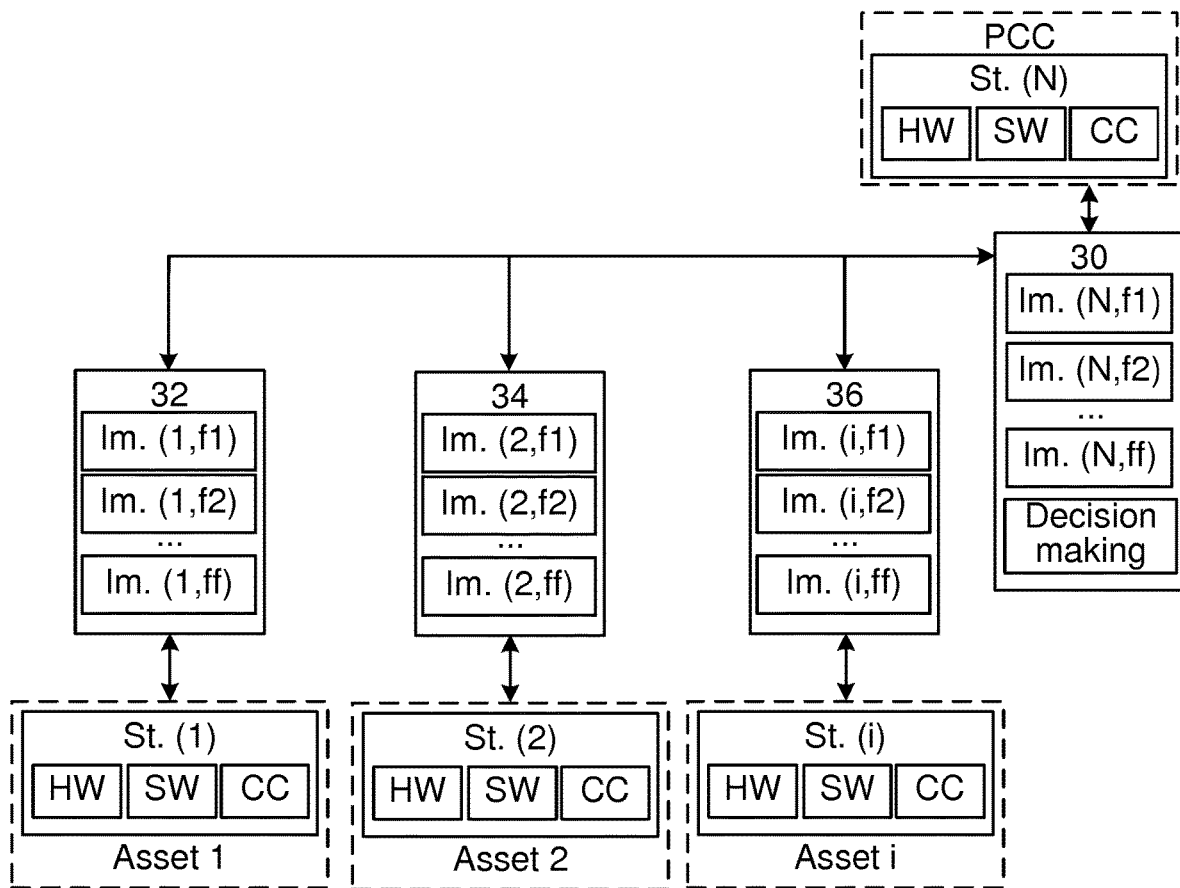 PCC
St. (N)
HW SW CC
30
Im. (N,f1)
Im. (N,f2)
...
Im. (N,ff)
Decision
making
32
Im. (1,f1)
Im. (1,f2)
...
Im. (1,ff)
34
Im. (2,f1)
Im. (2,f2)
...
Im. (2,ff)
36
Im. (i,f1)
Im. (i,f2)
...
Im. (i,ff)
St. (1)
HW SW CC
Asset 1
St. (2)
HW SW CC
Asset 2
St. (i)
HW SW CC
Asset i